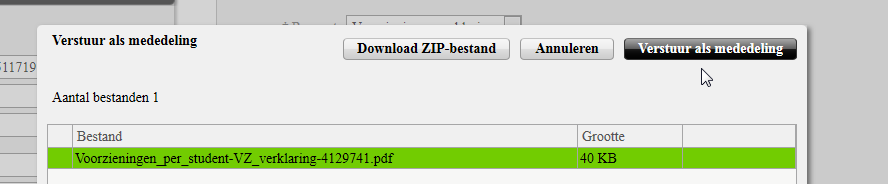 Verstuur als mededeling
Download ZIP-bestand Annuleren Verstuur als mededeling
511719
Aantal bestanden 1
Bestand Grootte
Voorzieningen_per_student-VZ_verklaring-4129741.pdf 40 KB